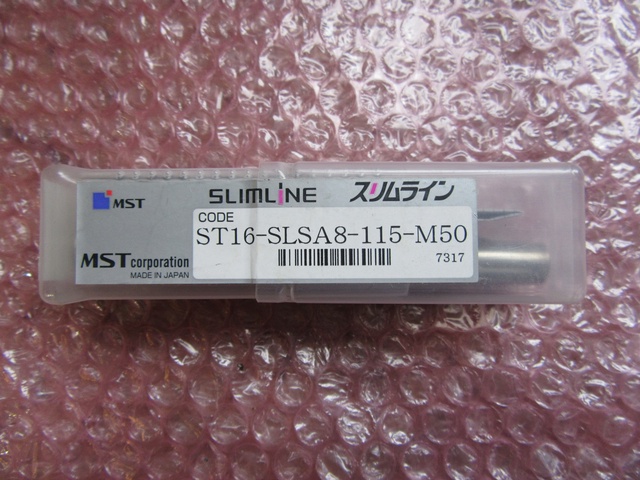 MST
SLIMLINE スリムライン
CODE
ST16-SLSA8-115-M50
7317
MST corporation
MADE IN JAPAN